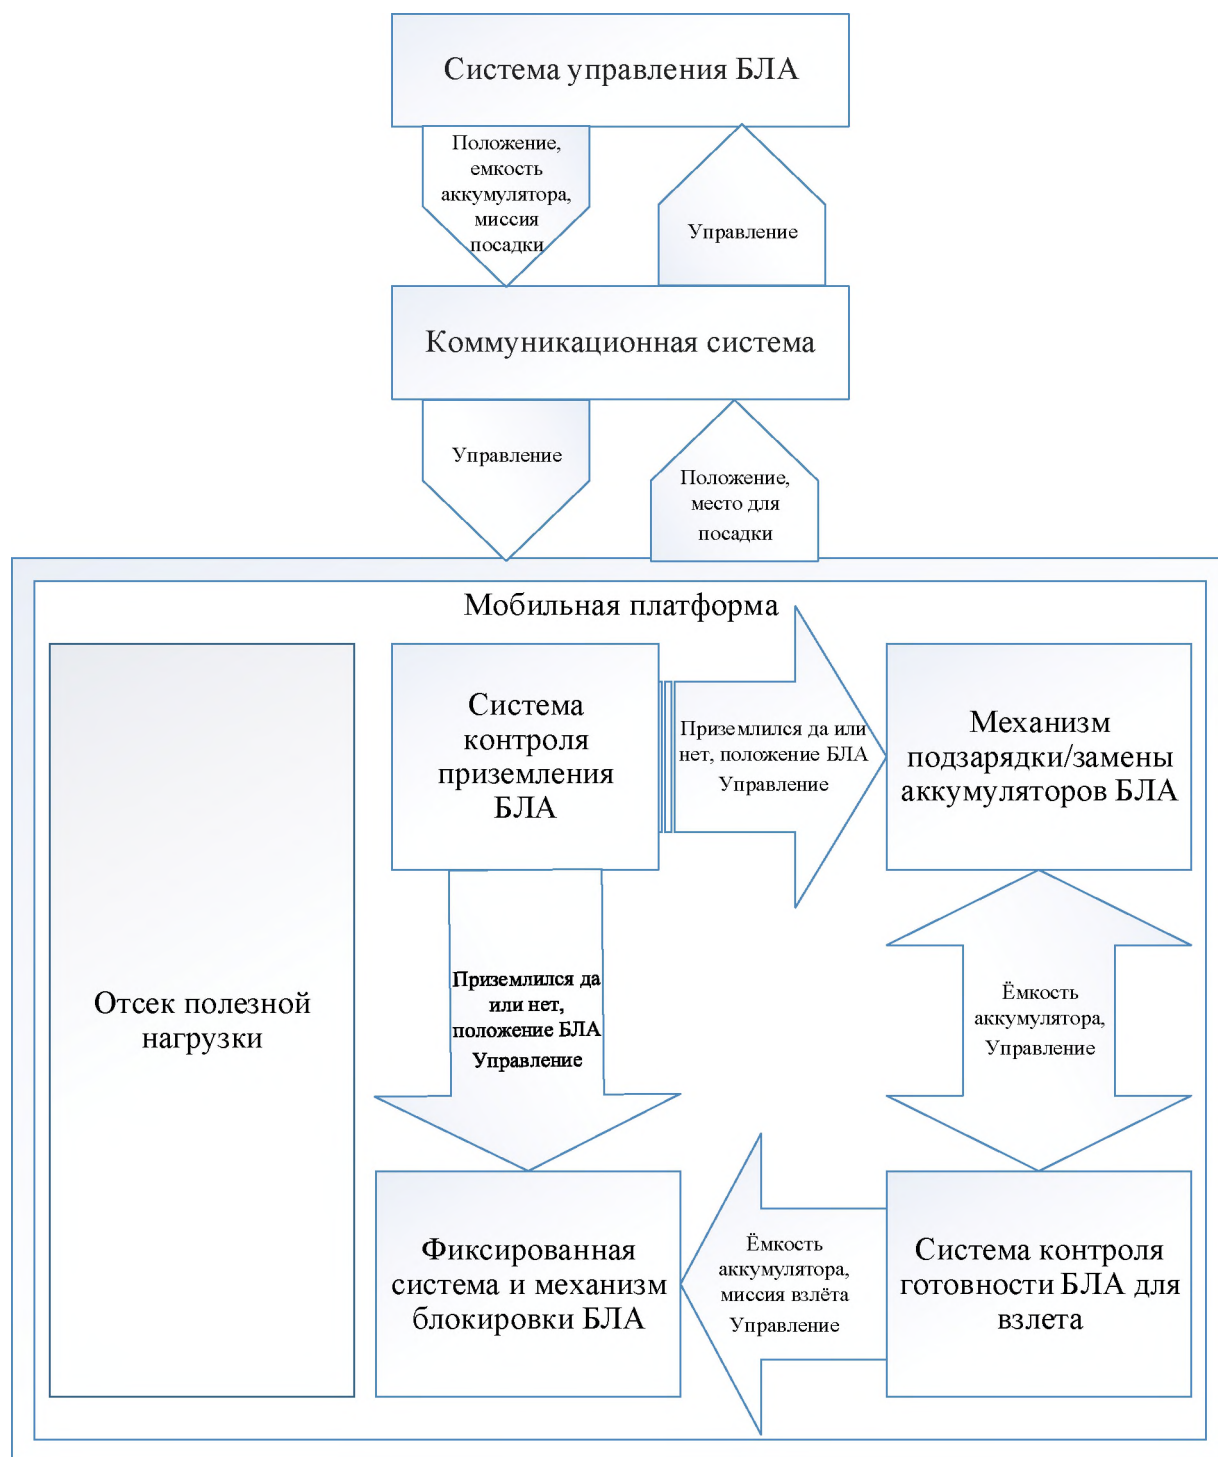 Система управления БЛА
Положение,
емкость
аккумулятора,
миссия
посадки
Управление
Коммуникационная система
Управление
Положение,
место для
посадки
Мобильная платформа
Отсек полезной
нагрузки
Система
контроля
приземления
БЛА
Приземлился да или
нет, положение БЛА
Управление
Механизм
подзарядки/замены
аккумуляторов БЛА
Приземлился да
или нет,
положение БЛА
Управление
Ёмкость
аккумулятора,
Управление
Фиксированная
система и механизм
блокировки БЛА
Ёмкость
аккумулятора,
миссия взлёта
Управление
Система контроля
готовности БЛА для
взлета